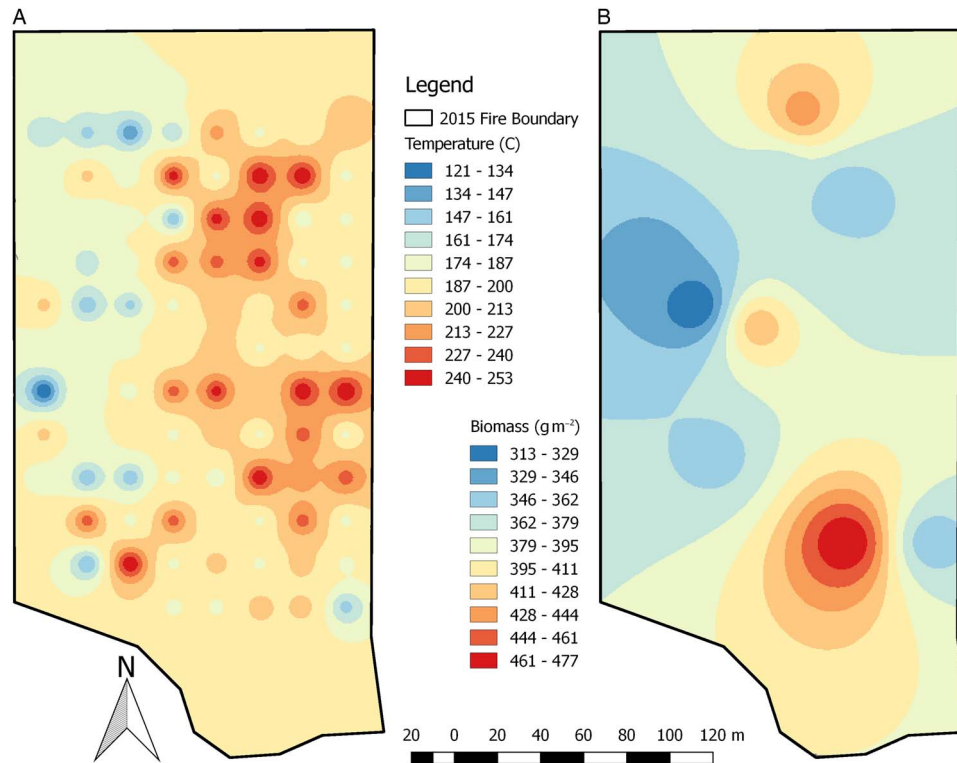 A
B
Legend
2015 Fire Boundary
Temperature (C)
121 - 134
134 - 147
147 - 161
161 - 174
174 - 187
187 - 200
200 - 213
213 - 227
227 - 240
240 - 253
Biomass (g m⁻²)
313 - 329
329 - 346
346 - 362
362 - 379
379 - 395
395 - 411
411 - 428
428 - 444
444 - 461
461 - 477
N
20 0 20 40 60 80 100 120 m